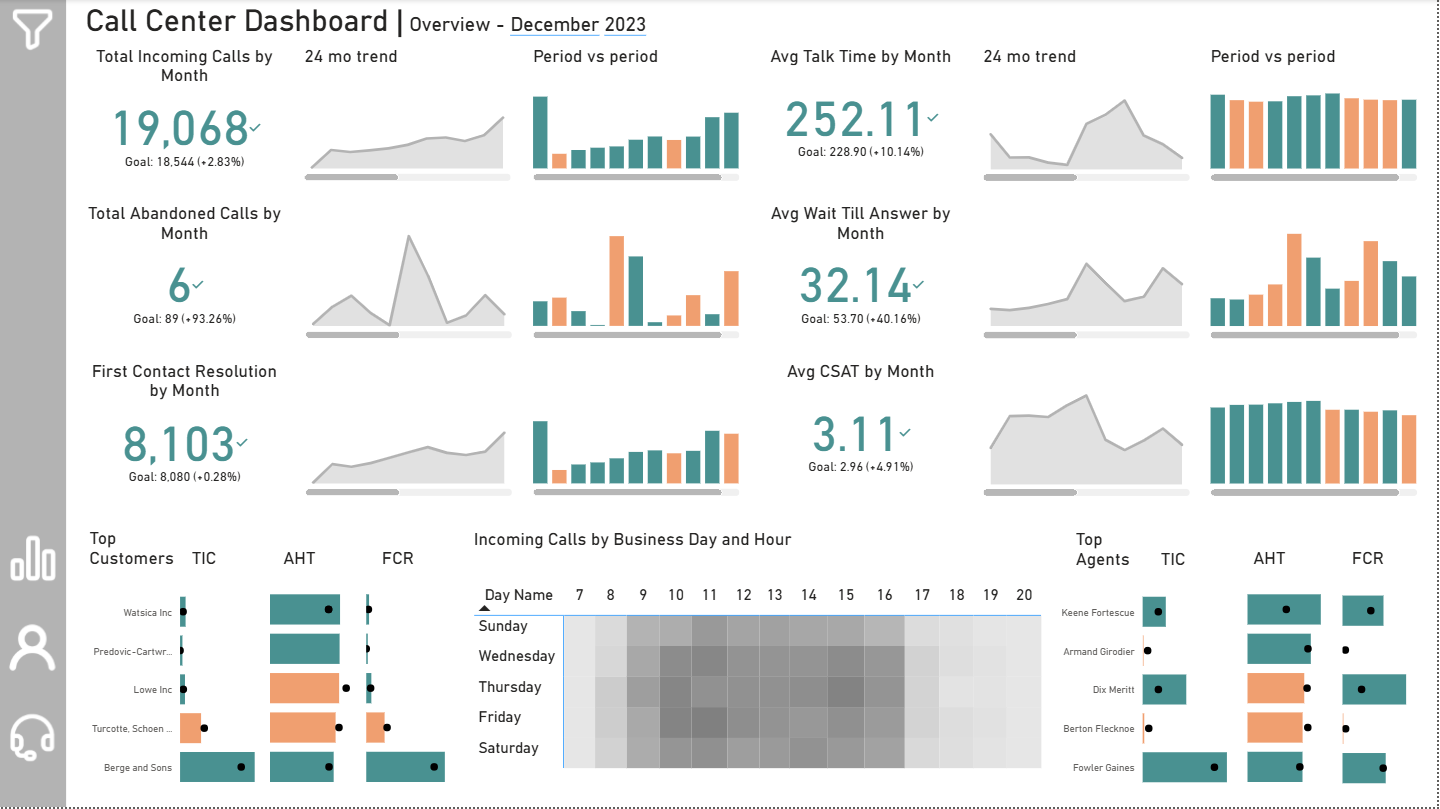 Call Center Dashboard | Overview - December 2023
Total Incoming Calls by
Month
24 mo trend
Period vs period
19,068
Goal: 18,544 (+2.83%)
Avg Talk Time by Month
24 mo trend
Period vs period
252.11
Goal: 228.90 (+10.14%)
Total Abandoned Calls by
Month
6
Goal: 89 (+93.26%)
Avg Wait Till Answer by
Month
32.14
Goal: 53.70 (+40.16%)
First Contact Resolution
by Month
8,103
Goal: 8,080 (+0.28%)
Avg CSAT by Month
3.11
Goal: 2.96 (+4.91%)
Top
Customers
TIC
AHT
FCR
Watsica Inc
Predovic-Cartwr...
Lowe Inc
Turcotte, Schoen ...
Berge and Sons
Incoming Calls by Business Day and Hour
Day Name 7 8 9 10 11 12 13 14 15 16 17 18 19 20
Sunday
Wednesday
Thursday
Friday
Saturday
Top
Agents
TIC
AHT
FCR
Keene Fortescue
Armand Girodier
Dix Meritt
Berton Flecknoe
Fowler Gaines